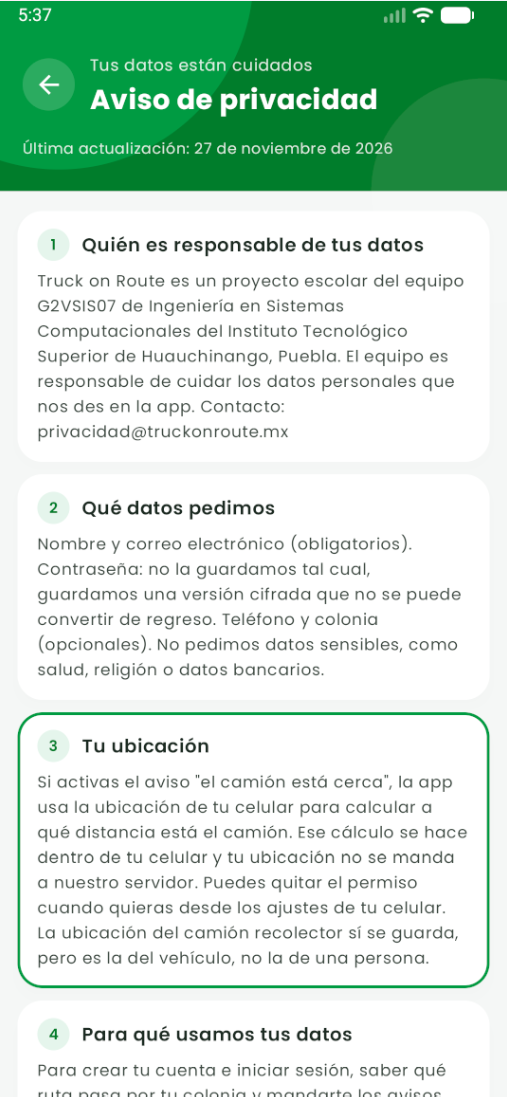 5:37
Tus datos están cuidados
Aviso de privacidad
Última actualización: 27 de noviembre de 2026
1 Quién es responsable de tus datos
Truck on Route es un proyecto escolar del equipo
G2VSIS07 de Ingeniería en Sistemas
Computacionales del Instituto Tecnológico
Superior de Huauchinango, Puebla. El equipo es
responsable de cuidar los datos personales que
nos des en la app. Contacto:
privacidad@truckonroute.mx
2 Qué datos pedimos
Nombre y correo electrónico (obligatorios).
Contraseña: no la guardamos tal cual,
guardamos una versión cifrada que no se puede
convertir de regreso. Teléfono y colonia
(opcionales). No pedimos datos sensibles, como
salud, religión o datos bancarios.
3 Tu ubicación
Si activas el aviso "el camión está cerca", la app
usa la ubicación de tu celular para calcular a
qué distancia está el camión. Ese cálculo se hace
dentro de tu celular y tu ubicación no se manda
a nuestro servidor. Puedes quitar el permiso
cuando quieras desde los ajustes de tu celular.
La ubicación del camión recolector sí se guarda,
pero es la del vehículo, no la de una persona.
4 Para qué usamos tus datos
Para crear tu cuenta e iniciar sesión, saber qué
ruta pasa por tu colonia y mandarte los avisos